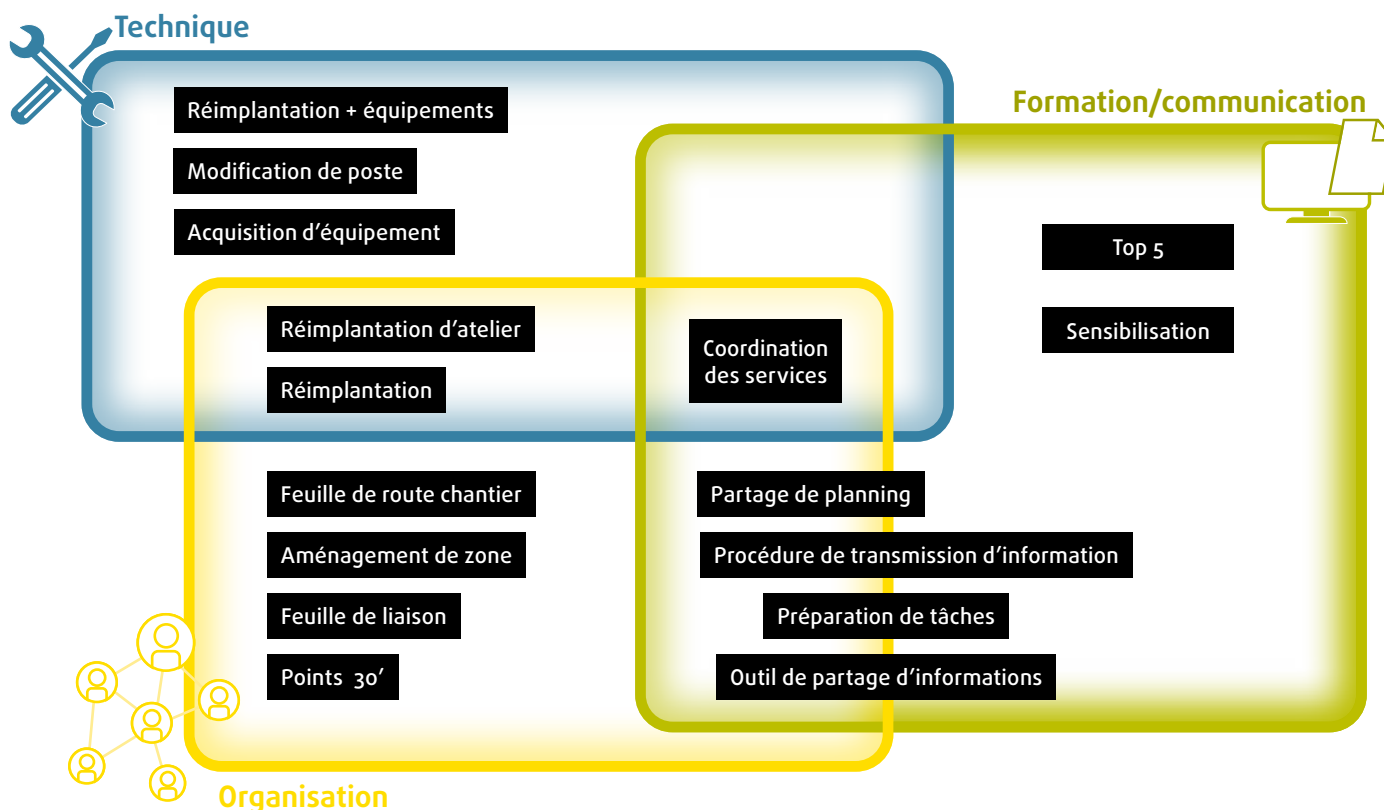 Technique
Formation/communication
Réimplantation + équipements
Modification de poste
Acquisition d'équipement
Top 5
Sensibilisation
Réimplantation d'atelier
Réimplantation
Coordination
des services
Feuille de route chantier
Aménagement de zone
Feuille de liaison
Points 30'
Partage de planning
Procédure de transmission d'information
Préparation de tâches
Outil de partage d'informations
Organisation